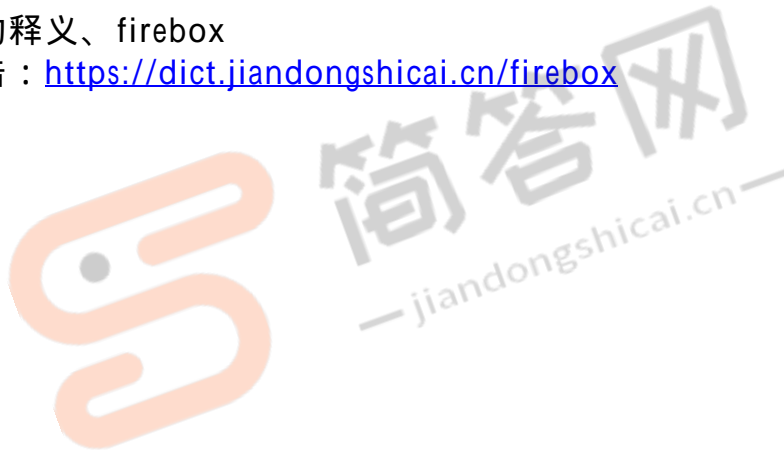 释义、firebox
：https://dict.jiandongshicai.cn/firebox
简答网
jiandongshicai.cn